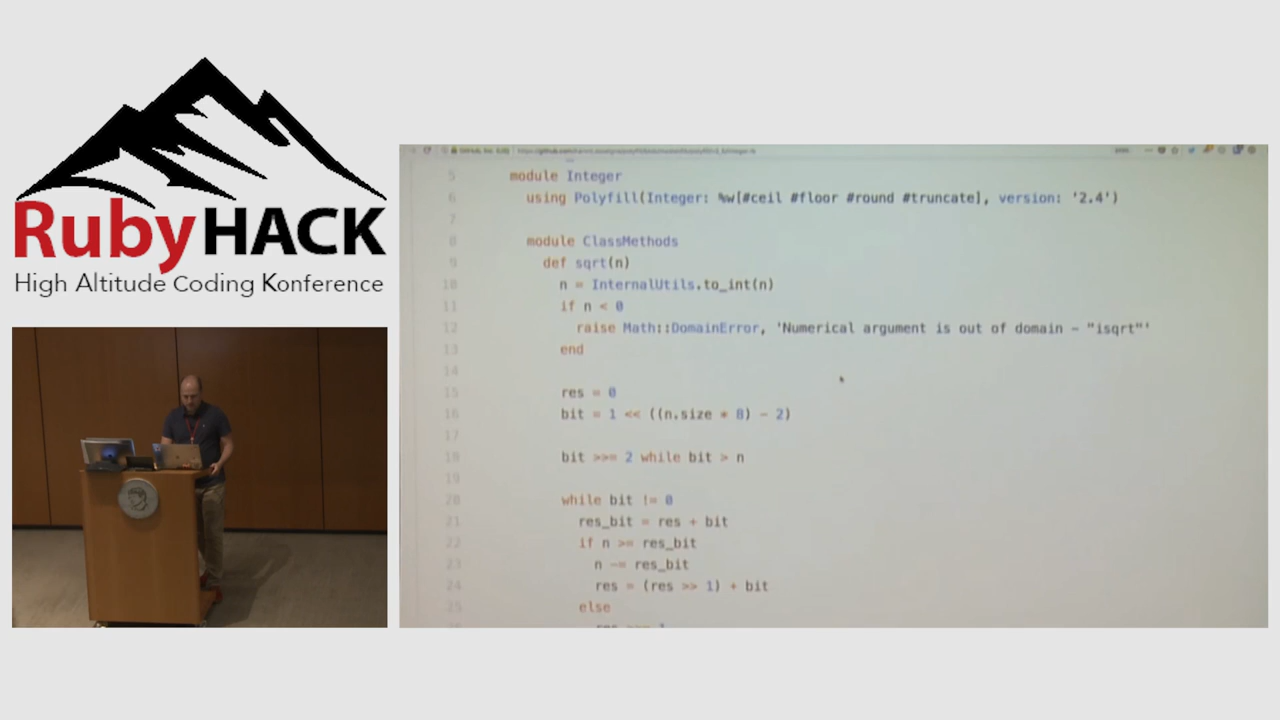 RubyHACK
High Altitude Coding Konference
5 module Integer
6 using Polyfill(Integer: %w[#ceil #floor #round #truncate], version: '2.4')
7
8 module ClassMethods
9 def sqrt(n)
10 n = InternalUtils.to_int(n)
11 if n < 0
12 raise Math::DomainError, 'Numerical argument is out of domain - "isqrt"'
13 end
14
15 res = 0
16 bit = 1 << ((n.size * 8) - 2)
17
18 bit >>= 2 while bit > n
19
20 while bit != 0
21 res_bit = res + bit
22 if n >= res_bit
23 n -= res_bit
24 res = (res >> 1) + bit
25 else